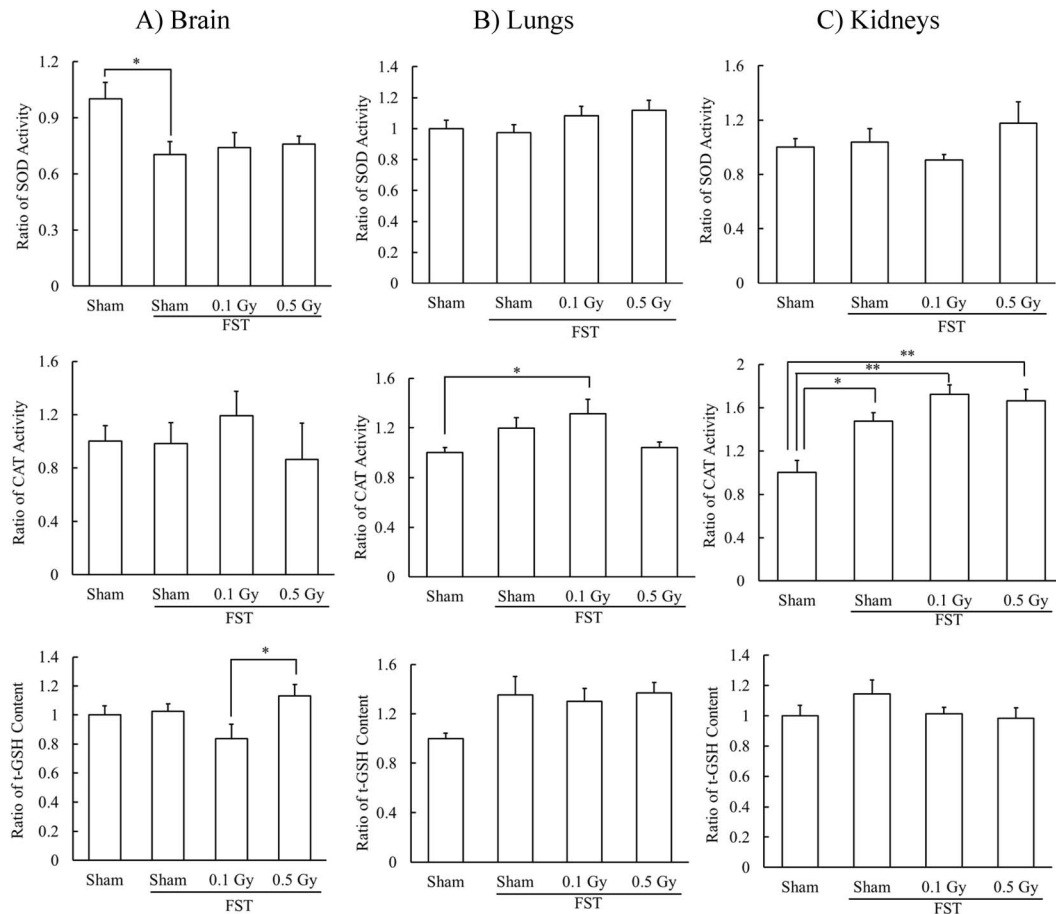 A) Brain
B) Lungs
C) Kidneys
Ratio of SOD Activity
1.2
0.9
0.6
0.3
0
*
Sham
Sham 0.1 Gy 0.5 Gy
FST
Ratio of SOD Activity
1.4
1.2
1
0.8
0.6
0.4
0.2
0
Sham
Sham 0.1 Gy 0.5 Gy
FST
Ratio of SOD Activity
1.6
1.2
0.8
0.4
0
Sham
Sham 0.1 Gy 0.5 Gy
FST
Ratio of CAT Activity
1.6
1.2
0.8
0.4
0
Sham
Sham 0.1 Gy 0.5 Gy
FST
Ratio of CAT Activity
1.6
1.2
0.8
0.4
0
*
Sham
Sham 0.1 Gy 0.5 Gy
FST
Ratio of CAT Activity
2
1.6
1.2
0.8
0.4
0
**
**
*
Sham
Sham 0.1 Gy 0.5 Gy
FST
Ratio of t-GSH Content
1.4
1.2
1
0.8
0.6
0.4
0.2
0
*
Sham
Sham 0.1 Gy 0.5 Gy
FST
Ratio of t-GSH Content
1.6
1.2
0.8
0.4
0
Sham
Sham 0.1 Gy 0.5 Gy
FST
Ratio of t-GSH Content
1.4
1.2
1
0.8
0.6
0.4
0.2
0
Sham
Sham 0.1 Gy 0.5 Gy
FST